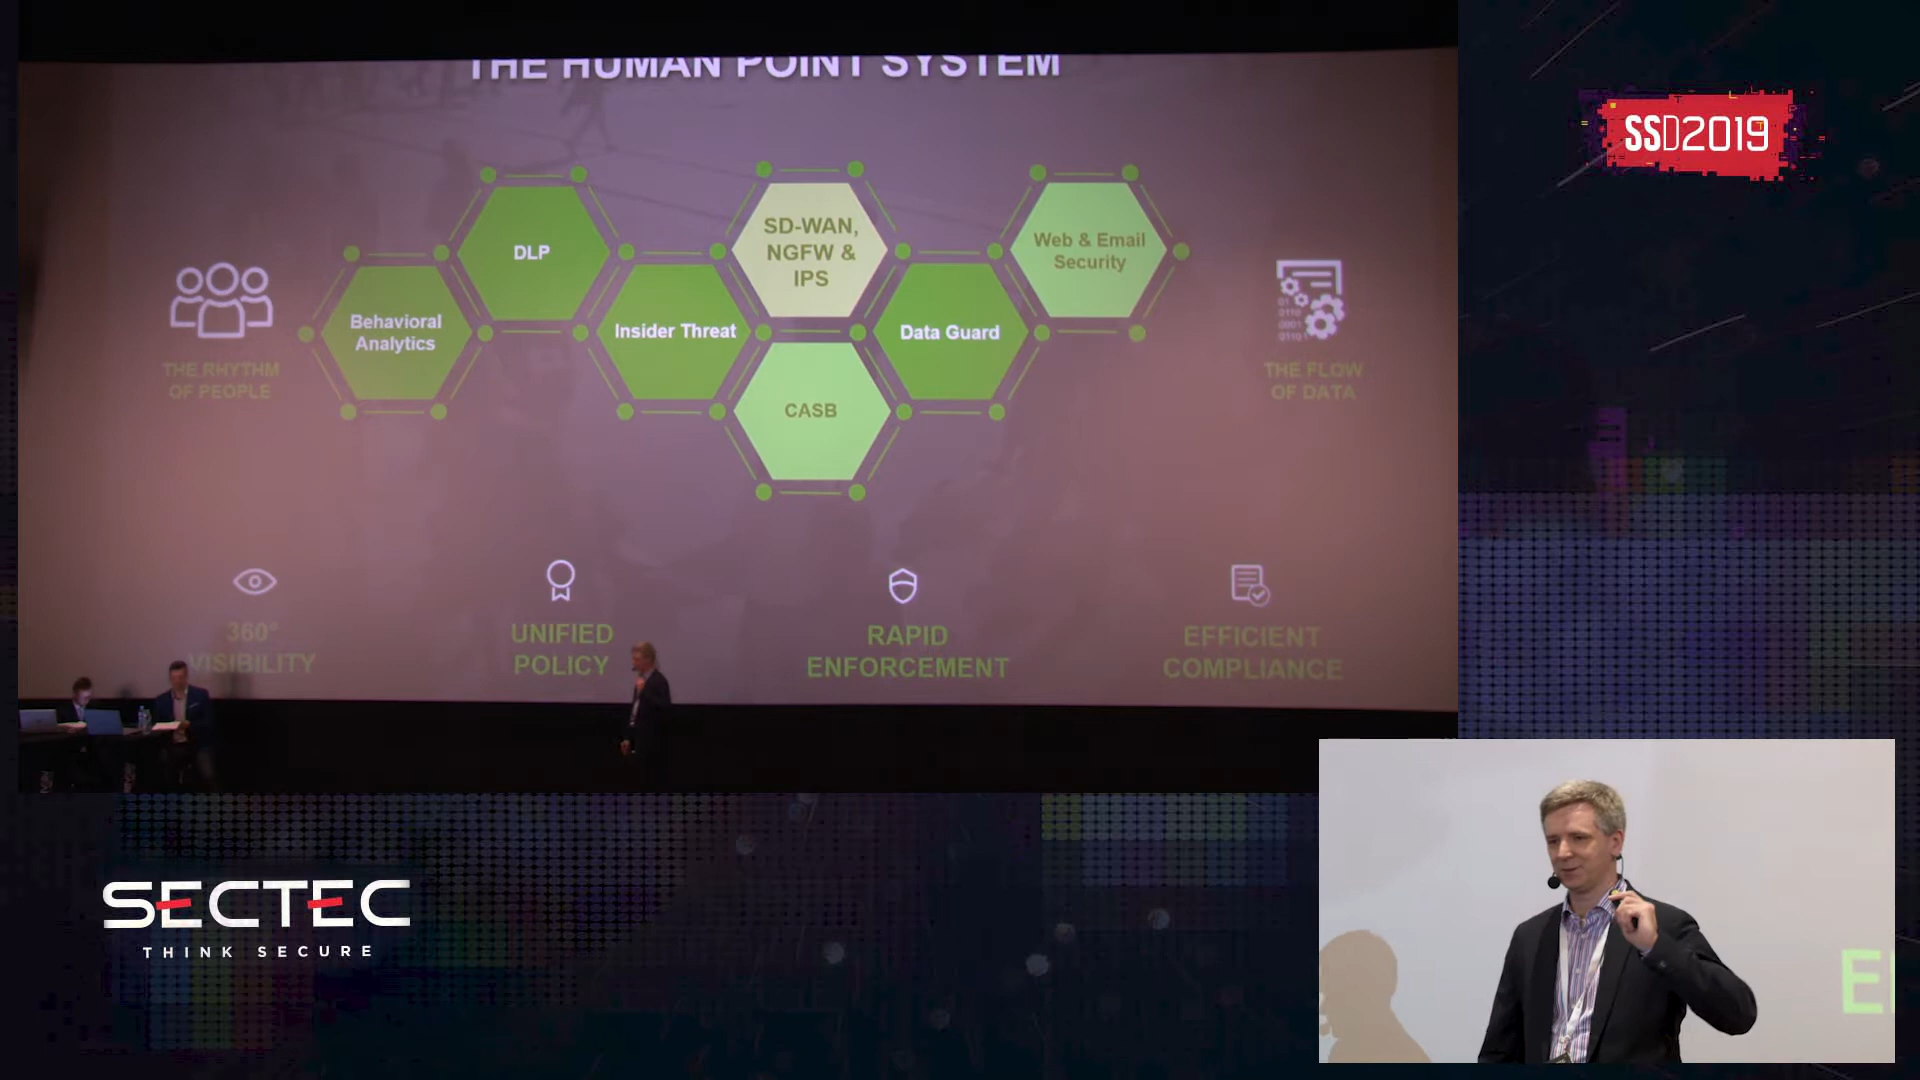 THE HUMAN POINT SYSTEM
SSD2019
DLP
SD-WAN,
NGFW &
IPS
Web & Email
Security
Behavioral
Analytics
Insider Threat
Data Guard
CASB
THE RHYTHM
OF PEOPLE
THE FLOW
OF DATA
360°
VISIBILITY
UNIFIED
POLICY
RAPID
ENFORCEMENT
EFFICIENT
COMPLIANCE
SECTEC
THINK SECURE